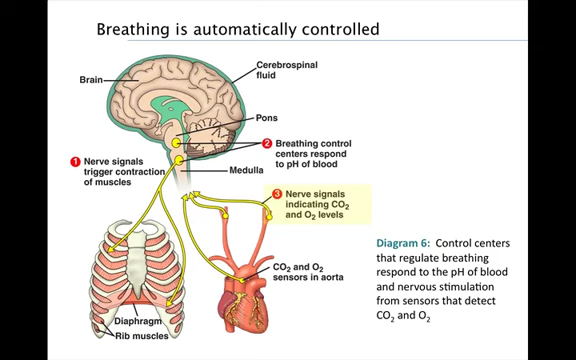 Breathing is automatically controlled
Cerebrospinal
fluid
Brain
Pons
2 Breathing control
centers respond
to pH of blood
1 Nerve signals
trigger contraction
of muscles
Medulla
3 Nerve signals
indicating CO2
and O2 levels
Diagram 6: Control centers
that regulate breathing
respond to the pH of blood
and nervous stimulation
from sensors that detect
CO2 and O2
CO2 and O2
sensors in aorta
Diaphragm
Rib muscles